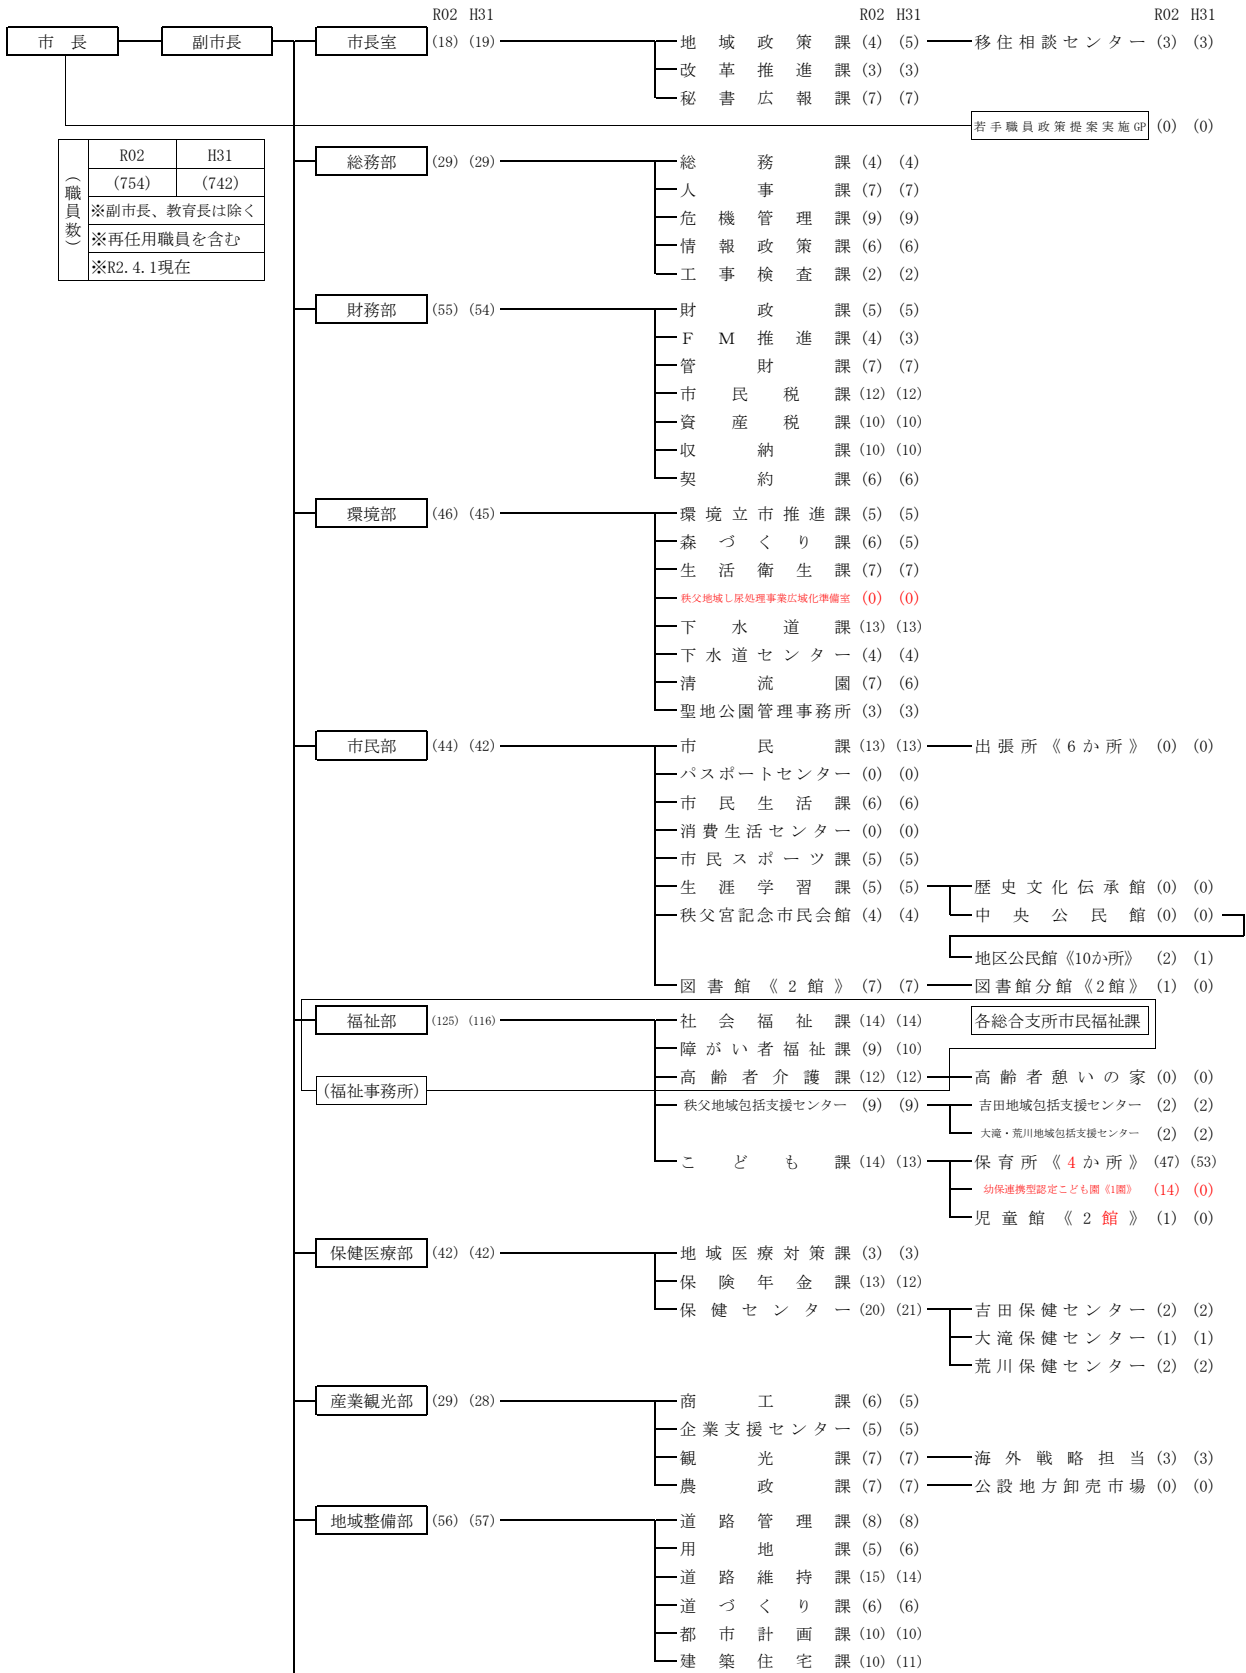 R02 H31 R02 H31 R02 H31
市長 副市長 市長室 (18) (19) 地域政策課 (4) (5) 移住相談センター (3) (3)
改革推進課 (3) (3)
秘書広報課 (7) (7)
若手職員政策提案実施GP (0) (0)
(職員数) R02 H31
(754) (742)
※副市長、教育長は除く
※再任用職員を含む
※R2.4.1現在
総務部 (29) (29) 総務課 (4) (4)
人事課 (7) (7)
危機管理課 (9) (9)
情報政策課 (6) (6)
工事検査課 (2) (2)
財務部 (55) (54) 財政課 (5) (5)
FM推進課 (4) (3)
管財課 (7) (7)
市民税課 (12) (12)
資産税課 (10) (10)
収納課 (10) (10)
契約課 (6) (6)
環境部 (46) (45) 環境立市推進課 (5) (5)
森づくり課 (6) (5)
生活衛生課 (7) (7)
秩父地域し尿処理事業広域化準備室 (0) (0)
下水道課 (13) (13)
下水道センター (4) (4)
清流園 (7) (6)
聖地公園管理事務所 (3) (3)
市民部 (44) (42) 市民課 (13) (13) 出張所《6か所》 (0) (0)
パスポートセンター (0) (0)
市民生活課 (6) (6)
消費生活センター (0) (0)
市民スポーツ課 (5) (5)
生涯学習課 (5) (5) 歴史文化伝承館 (0) (0)
秩父宮記念市民会館 (4) (4) 中央公民館 (0) (0)
地区公民館《10か所》 (2) (1)
図書館《2館》 (7) (7) 図書館分館《2館》 (1) (0)
福祉部 (125) (116) 社会福祉課 (14) (14) 各総合支所市民福祉課
障がい者福祉課 (9) (10)
高齢者介護課 (12) (12) 高齢者憩いの家 (0) (0)
(福祉事務所)
秩父地域包括支援センター (9) (9) 吉田地域包括支援センター (2) (2)
大滝・荒川地域包括支援センター (2) (2)
こども課 (14) (13) 保育所《4か所》 (47) (53)
幼保連携型認定こども園《1園》 (14) (0)
児童館《2館》 (1) (0)
保健医療部 (42) (42) 地域医療対策課 (3) (3)
保険年金課 (13) (12)
保健センター (20) (21) 吉田保健センター (2) (2)
大滝保健センター (1) (1)
荒川保健センター (2) (2)
産業観光部 (29) (28) 商工課 (6) (5)
企業支援センター (5) (5)
観光課 (7) (7) 海外戦略担当 (3) (3)
農政課 (7) (7) 公設地方卸売市場 (0) (0)
地域整備部 (56) (57) 道路管理課 (8) (8)
用地課 (5) (6)
道路維持課 (15) (14)
道づくり課 (6) (6)
都市計画課 (10) (10)
建築住宅課 (10) (11)